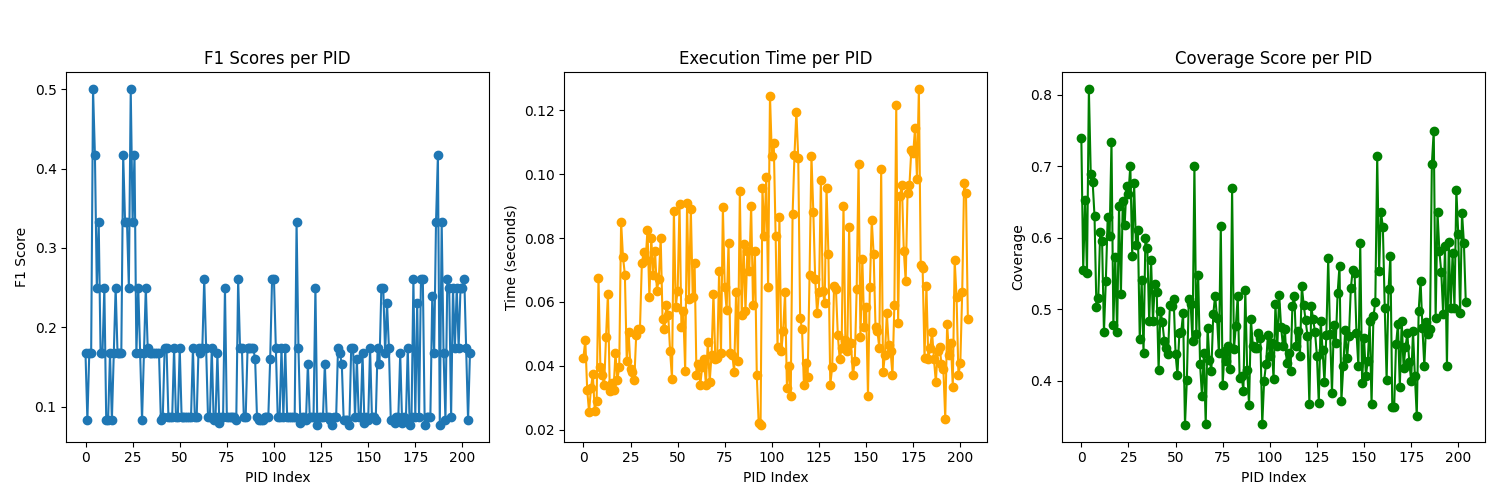 F1 Scores per PID
F1 Score
0.5
0.4
0.3
0.2
0.1
0 25 50 75 100 125 150 175 200
PID Index
Execution Time per PID
Time (seconds)
0.12
0.10
0.08
0.06
0.04
0.02
0 25 50 75 100 125 150 175 200
PID Index
Coverage Score per PID
Coverage
0.8
0.7
0.6
0.5
0.4
0 25 50 75 100 125 150 175 200
PID Index